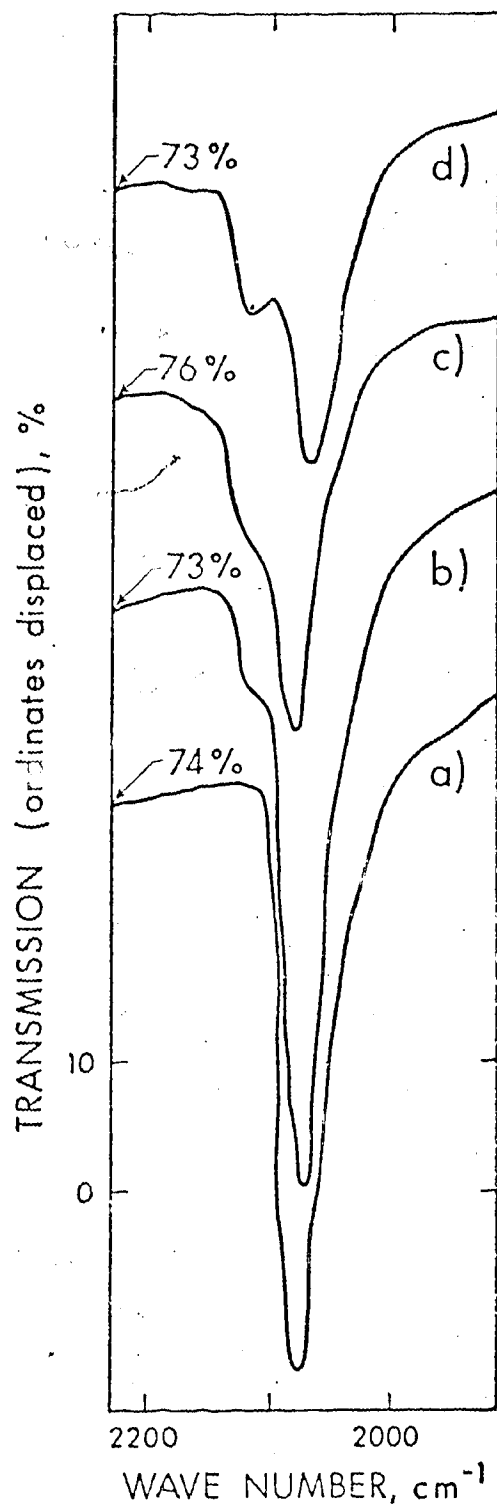 73%
d)
76%
c)
73%
b)
74%
a)
TRANSMISSION (ordinates displaced), %
10
0
2200 2000
WAVE NUMBER, cm⁻¹